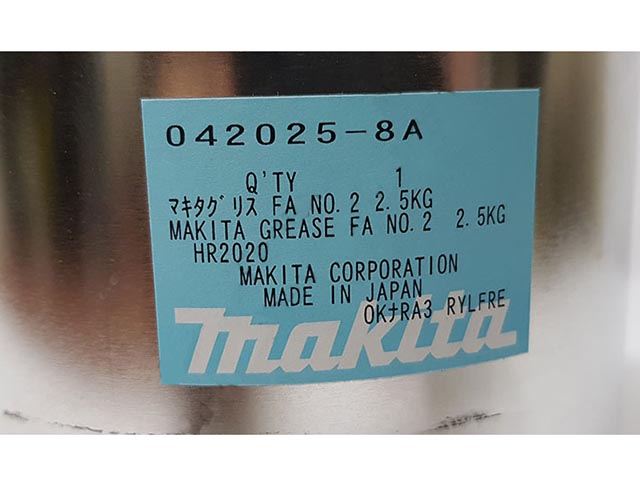 042025-8A
Q'TY 1
マキタグリス FA NO.2 2.5KG
MAKITA GREASE FA NO.2 2.5KG
HR2020
MAKITA CORPORATION
MADE IN JAPAN
OKナRA3 RYLFRE
makita